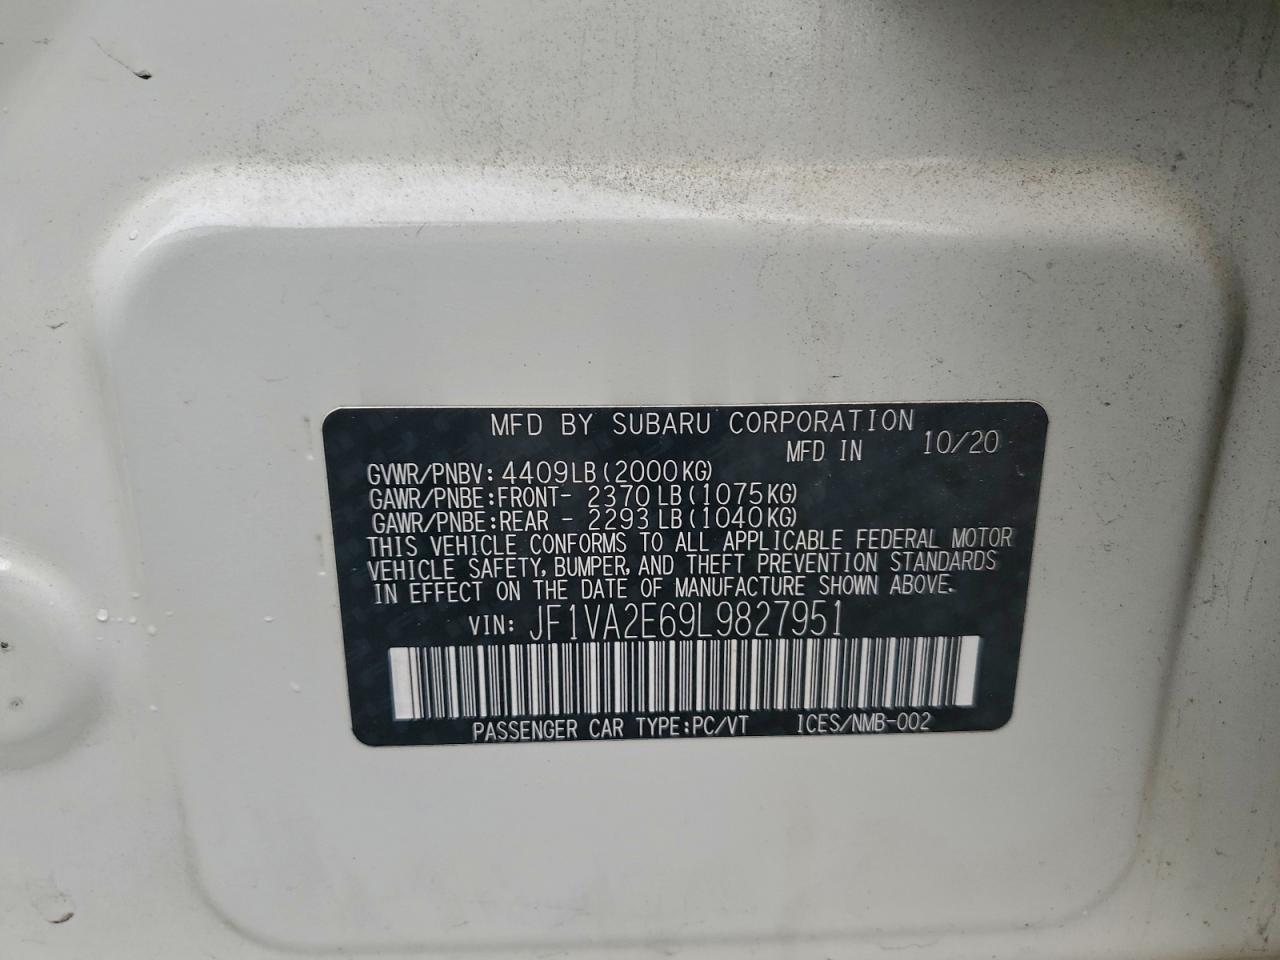 MFD BY SUBARU CORPORATION
MFD IN 10/20
GVWR/PNBV: 4409LB(2000KG)
GAWR/PNBE:FRONT- 2370LB(1075KG)
GAWR/PNBE:REAR - 2293LB(1040KG)
THIS VEHICLE CONFORMS TO ALL APPLICABLE FEDERAL MOTOR
VEHICLE SAFETY, BUMPER, AND THEFT PREVENTION STANDARDS
IN EFFECT ON THE DATE OF MANUFACTURE SHOWN ABOVE.
VIN: JF1VA2E69L9827951
PASSENGER CAR TYPE:PC/VT ICES/NMB-002